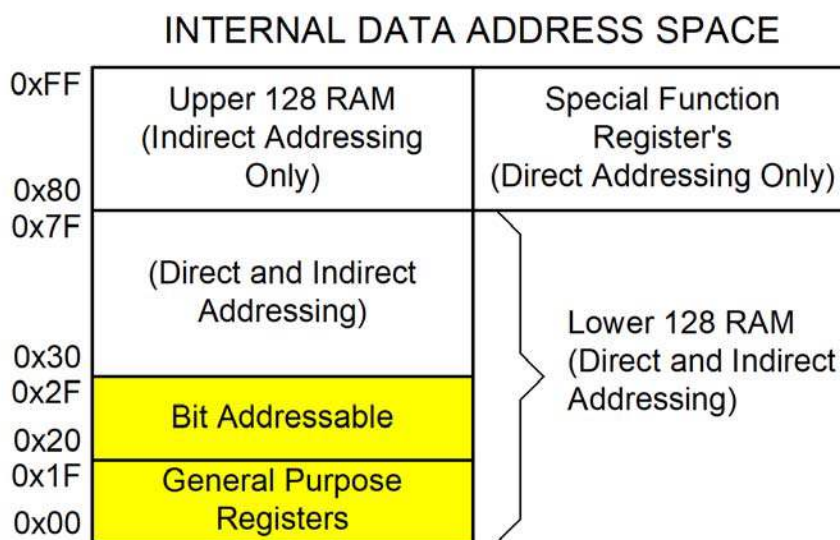 INTERNAL DATA ADDRESS SPACE
0xFF
Upper 128 RAM
(Indirect Addressing
Only)
0x80
Special Function
Register's
(Direct Addressing Only)
0x7F
(Direct and Indirect
Addressing)
0x30
Lower 128 RAM
(Direct and Indirect
Addressing)
0x2F
Bit Addressable
0x20
0x1F
General Purpose
Registers
0x00